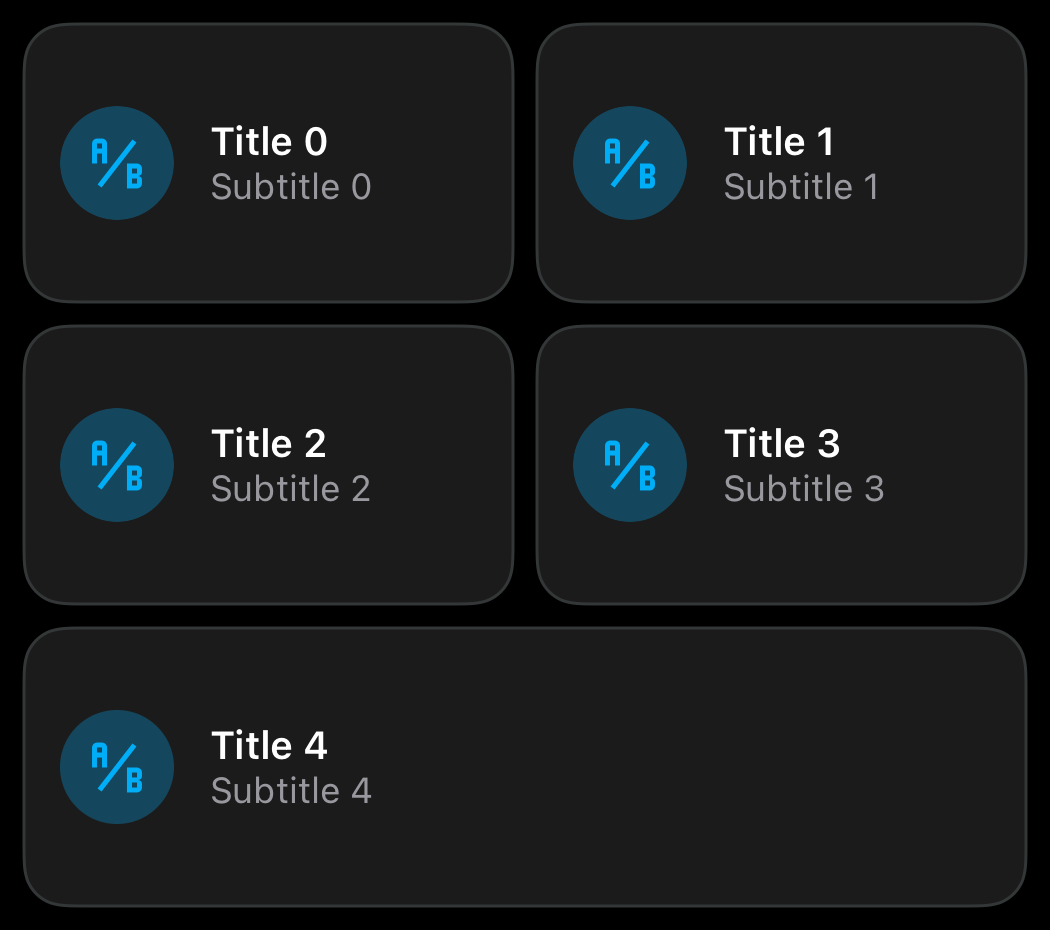 A/B
Title 0
Subtitle 0
A/B
Title 1
Subtitle 1
A/B
Title 2
Subtitle 2
A/B
Title 3
Subtitle 3
A/B
Title 4
Subtitle 4